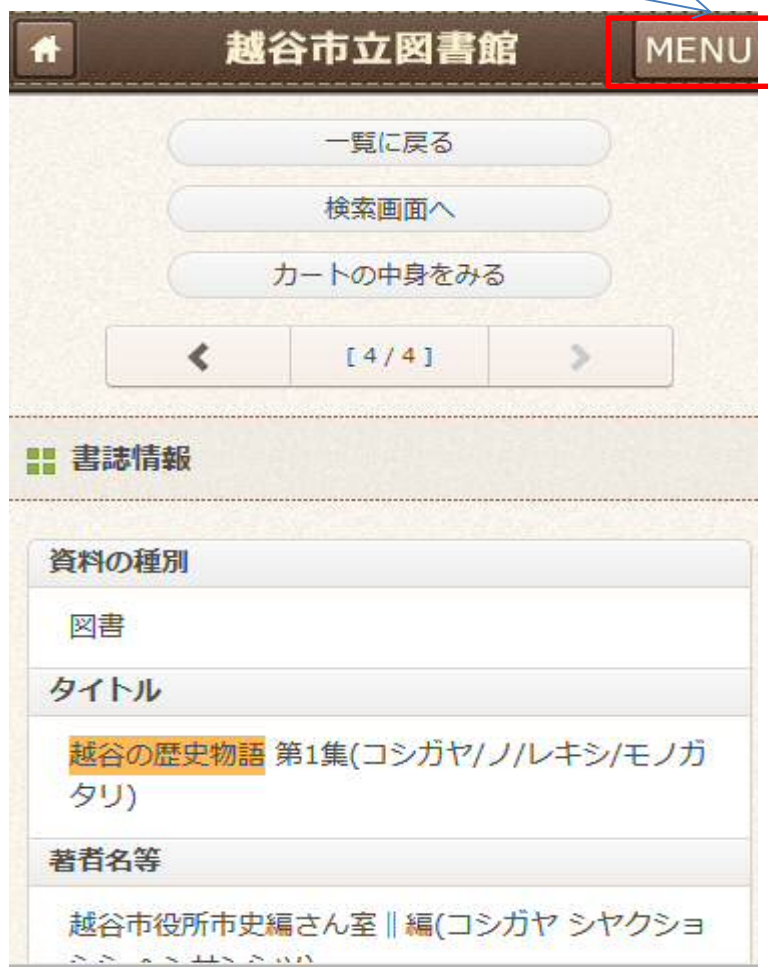 越谷市立図書館
MENU
一覧に戻る
検索画面へ
カートの中身をみる
[ 4 / 4 ]
書誌情報
資料の種別
図書
タイトル
越谷の歴史物語 第1集(コシガヤ/ノ/レキシ/モノガ
タリ)
著者名等
越谷市役所市史編さん室∥編(コシガヤ シヤクショ